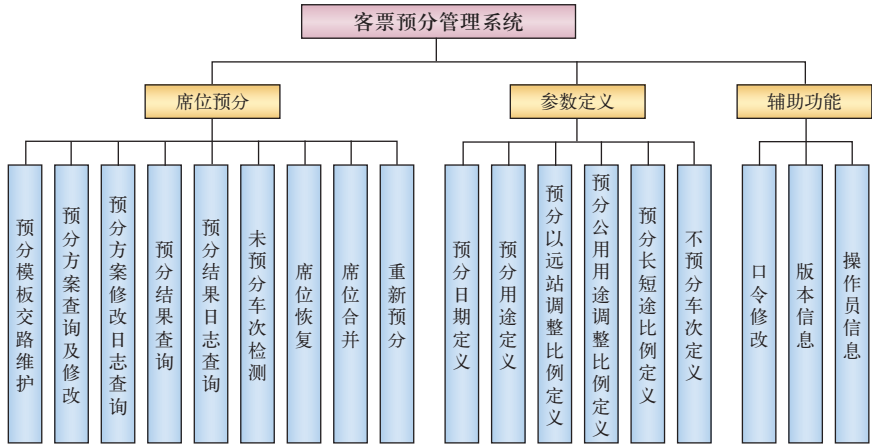 客票预分管理系统
席位预分
参数定义
辅助功能
预分模板交路维护
预分方案查询及修改
预分方案修改日志查询
预分结果查询
预分结果日志查询
未预分车次检测
席位恢复
席位合并
重新预分
预分日期定义
预分用途定义
预分以远站调整比例定义
预分公用用途调整比例定义
预分长短途比例定义
不预分车次定义
口令修改
版本信息
操作员信息